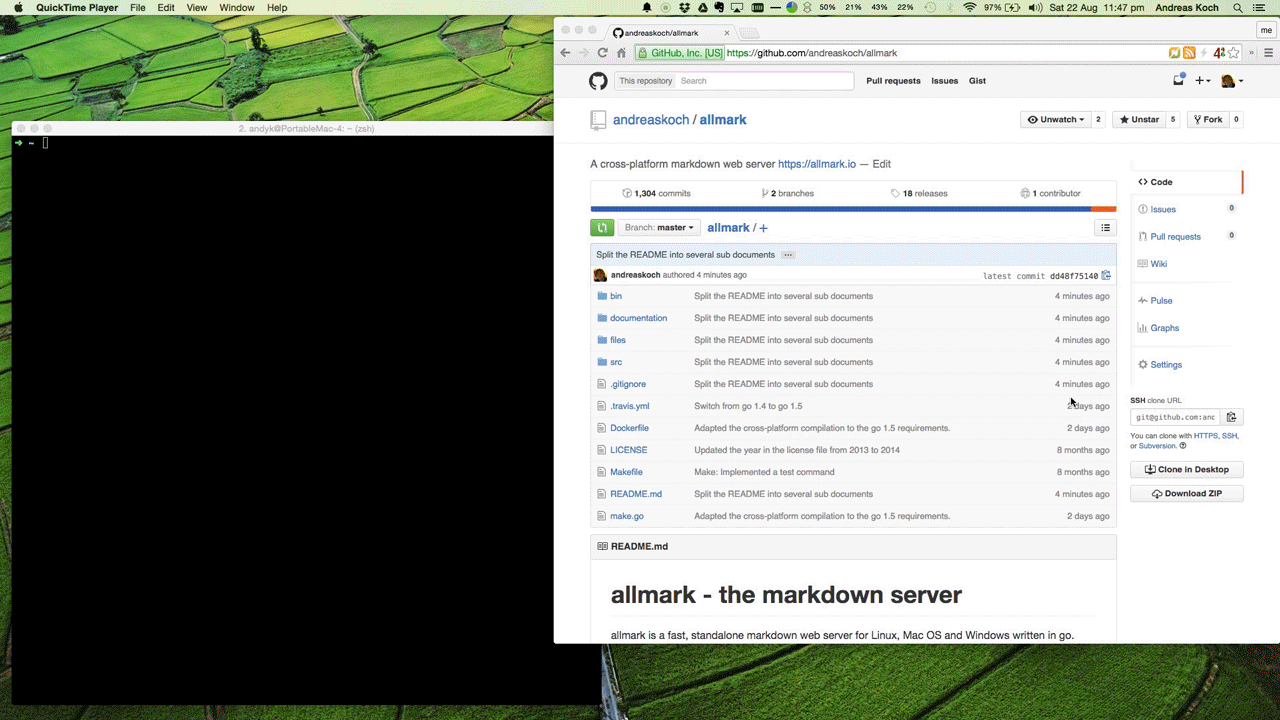 QuickTime Player File Edit View Window Help 50% 21% 22% 43% 22% 97% Sat 22 Aug 11:47 pm Andreas Koch
andreaskoch/allmark
me
GitHub, Inc. [US] https://github.com/andreaskoch/allmark
This repository Search Pull requests Issues Gist
andreaskoch / allmark Unwatch 2 Unstar 5 Fork 0
2. andyk@PortableMac-4: ~ (zsh)
~
A cross-platform markdown web server https://allmark.io — Edit
1,304 commits 2 branches 18 releases 1 contributor
Branch: master allmark / +
Split the README into several sub documents ...
andreaskoch authored 4 minutes ago latest commit dd48f75140
bin Split the README into several sub documents 4 minutes ago
documentation Split the README into several sub documents 4 minutes ago
files Split the README into several sub documents 4 minutes ago
src Split the README into several sub documents 4 minutes ago
.gitignore Split the README into several sub documents 4 minutes ago
.travis.yml Switch from go 1.4 to go 1.5 2 days ago
Dockerfile Adapted the cross-platform compilation to the go 1.5 requirements. 2 days ago
LICENSE Updated the year in the license file from 2013 to 2014 8 months ago
Makefile Make: Implemented a test command 8 months ago
README.md Split the README into several sub documents 4 minutes ago
make.go Adapted the cross-platform compilation to the go 1.5 requirements. 2 days ago
Code
Issues 0
Pull requests 0
Wiki
Pulse
Graphs
Settings
SSH clone URL
git@github.com:anc
You can clone with HTTPS, SSH,
or Subversion.
Clone in Desktop
Download ZIP
README.md
allmark - the markdown server
allmark is a fast, standalone markdown web server for Linux, Mac OS and Windows written in go.